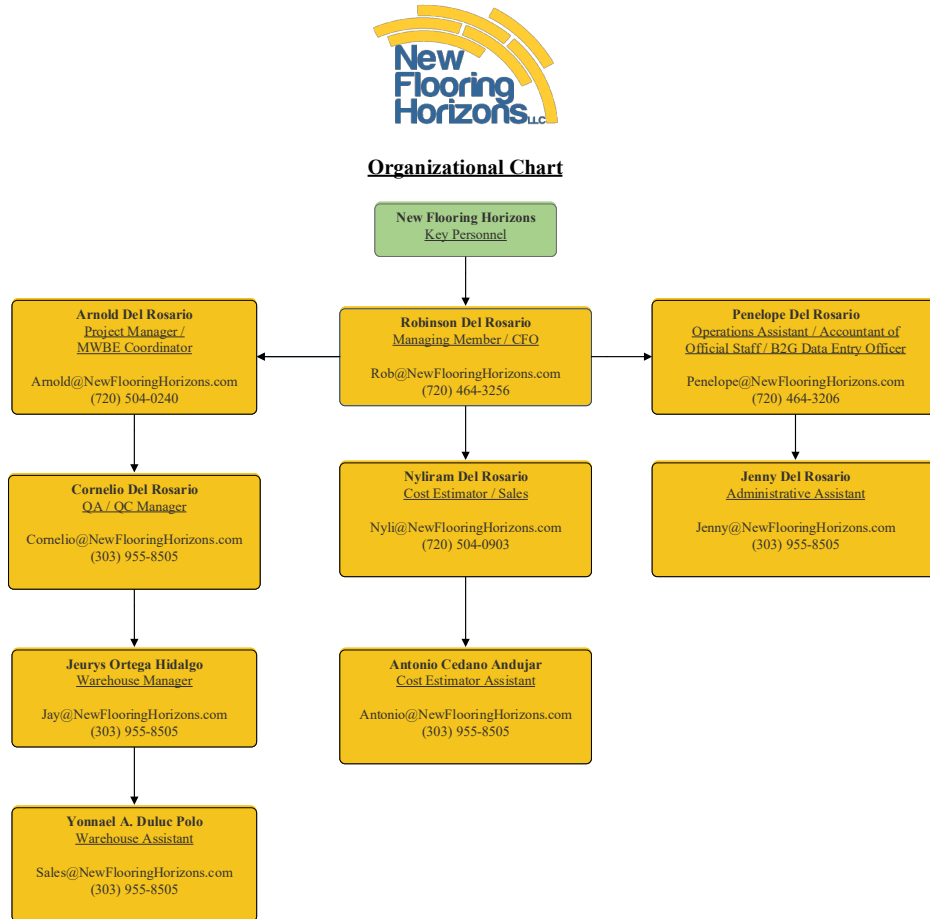 New
Flooring
Horizons LLC
Organizational Chart
New Flooring Horizons
Key Personnel
Arnold Del Rosario
Project Manager /
MWBE Coordinator
Arnold@NewFlooringHorizons.com
(720) 504-0240
Robinson Del Rosario
Managing Member / CFO
Rob@NewFlooringHorizons.com
(720) 464-3256
Penelope Del Rosario
Operations Assistant / Accountant of
Official Staff / B2G Data Entry Officer
Penelope@NewFlooringHorizons.com
(720) 464-3206
Cornelio Del Rosario
QA / QC Manager
Cornelio@NewFlooringHorizons.com
(303) 955-8505
Nyliram Del Rosario
Cost Estimator / Sales
Nyli@NewFlooringHorizons.com
(720) 504-0903
Jenny Del Rosario
Administrative Assistant
Jenny@NewFlooringHorizons.com
(303) 955-8505
Jeurys Ortega Hidalgo
Warehouse Manager
Jay@NewFlooringHorizons.com
(303) 955-8505
Antonio Cedano Andujar
Cost Estimator Assistant
Antonio@NewFlooringHorizons.com
(303) 955-8505
Yonnael A. Duluc Polo
Warehouse Assistant
Sales@NewFlooringHorizons.com
(303) 955-8505